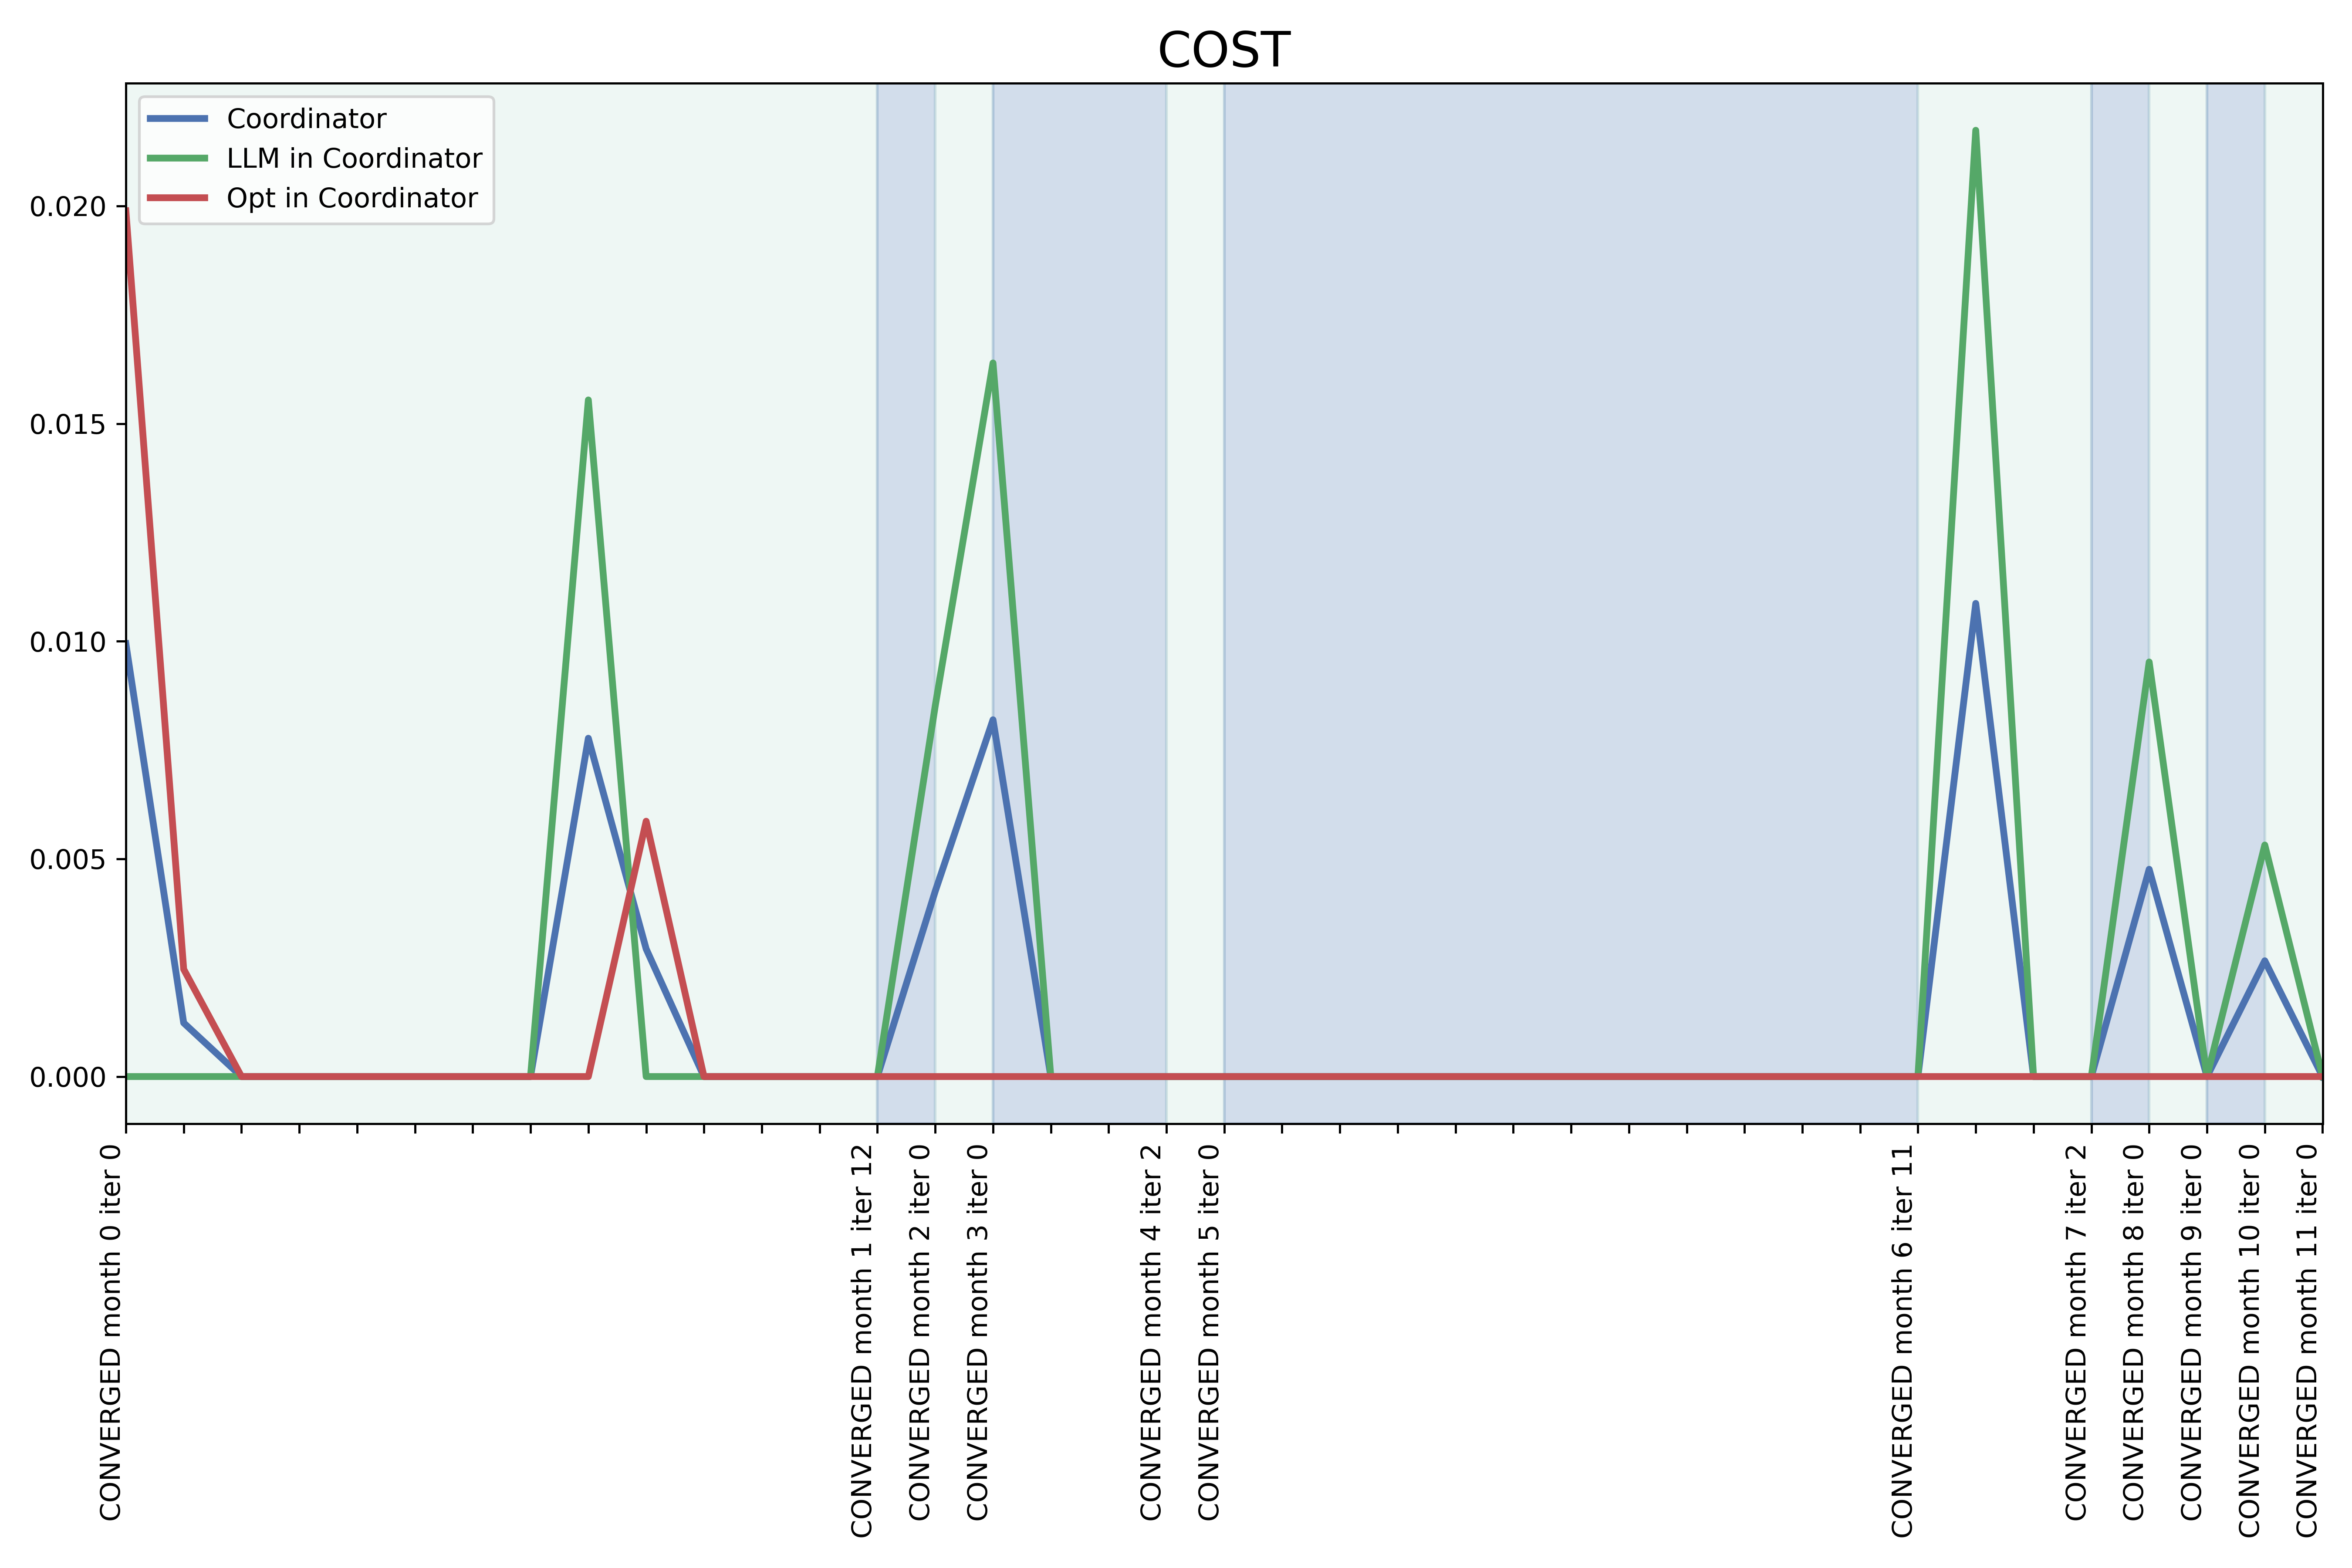 COST
Coordinator
LLM in Coordinator
Opt in Coordinator
0.020
0.015
0.010
0.005
0.000
CONVERGED month 0 iter 0
CONVERGED month 1 iter 12
CONVERGED month 2 iter 0
CONVERGED month 3 iter 0
CONVERGED month 4 iter 2
CONVERGED month 5 iter 0
CONVERGED month 6 iter 11
CONVERGED month 7 iter 2
CONVERGED month 8 iter 0
CONVERGED month 9 iter 0
CONVERGED month 10 iter 0
CONVERGED month 11 iter 0